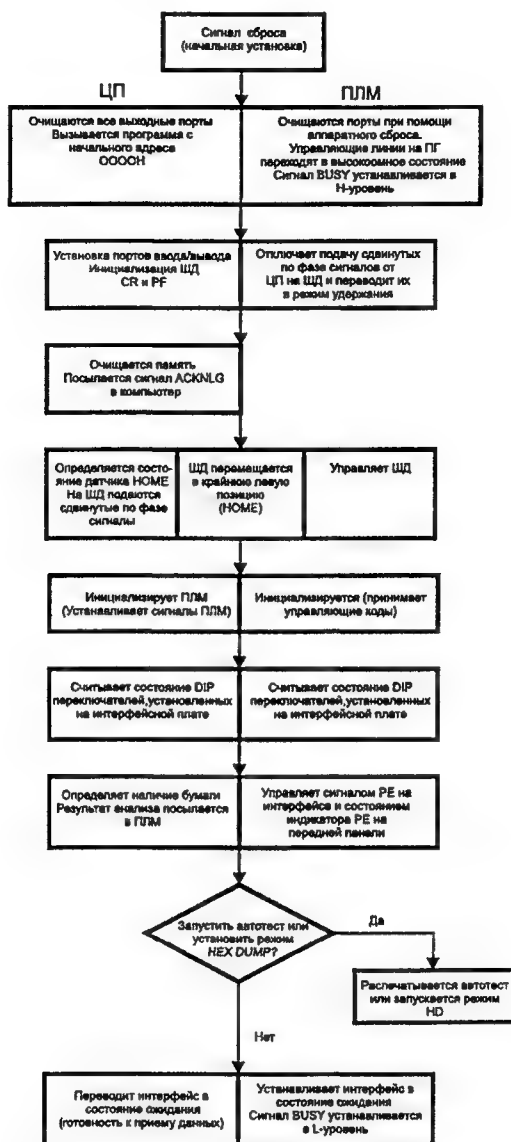 Сигнал сброса
(начальная установка)
ЦП
ПЛМ
Очищаются все выходные порты
Вызывается программа с
начального адреса
ООООН
Очищаются порты при помощи
аппаратного сброса.
Управляющие линии на ПГ
переходят в высокоомное состояние
Сигнал BUSY устанавливается в
Н-уровень
Установка портов ввода/вывода
Инициализация ШД
CR и PF
Отключает подачу сдвинутых
по фазе сигналов от
ЦП на ШД и переводит их
в режим удержания
Очищается память
Посылается сигнал ACKNLG
в компьютер
Определяется состо-
яние датчика HOME
На ШД подаются
сдвинутые по фазе
сигналы
ШД перемещается
в крайнюю левую
позицию
(HOME)
Управляет ШД
Инициализирует ПЛМ
(Устанавливает сигналы ПЛМ)
Инициализируется (принимает
управляющие коды)
Считывает состояние DIP
переключателей,установленных
на интерфейсной плате
Считывает состояние DIP
переключателей,установленных
на интерфейсной плате
Определяет наличие бумаги
Результат анализа посылается
в ПЛМ
Управляет сигналом PE на
интерфейсе и состоянием
индикатора PE на
передней панели
Запустить автотест или
установить режим
HEX DUMP?
Да
Распечатывается автотест
или запускается режим
HD
Нет
Переводит интерфейс в
состояние ожидания
(готовность к приему данных)
Устанавливает интерфейс в
состояние ожидания
Сигнал BUSY устанавливается
в L-уровень